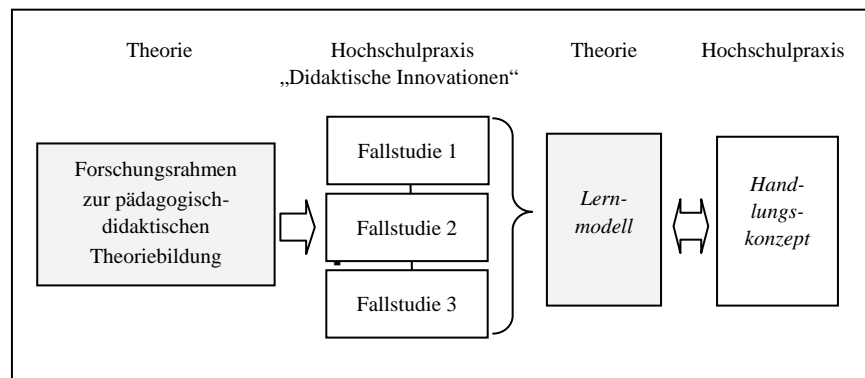 Theorie
Hochschulpraxis
„Didaktische Innovationen“
Theorie
Hochschulpraxis
Forschungsrahmen
zur pädagogisch-
didaktischen
Theoriebildung
Fallstudie 1
Fallstudie 2
Fallstudie 3
Lern-
modell
Hand-
lungs-
konzept